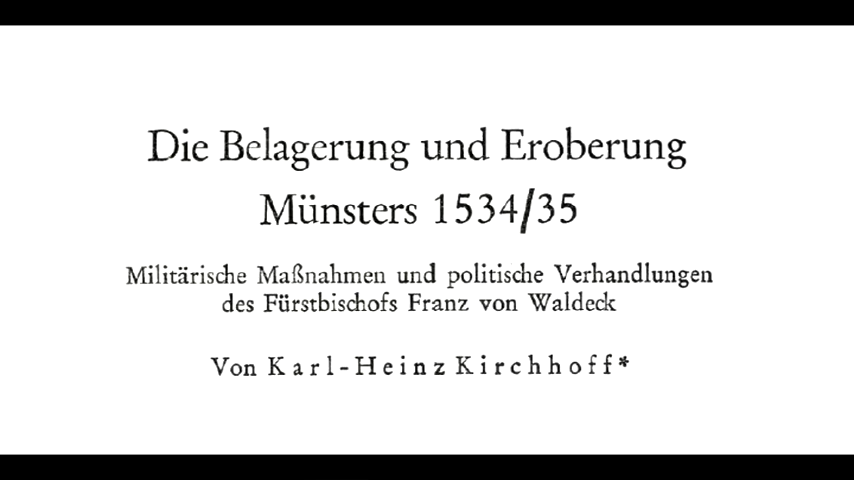 Die Belagerung und Eroberung
Münsters 1534/35
Militärische Maßnahmen und politische Verhandlungen
des Fürstbischofs Franz von Waldeck
Von Karl-Heinz Kirchhoff*